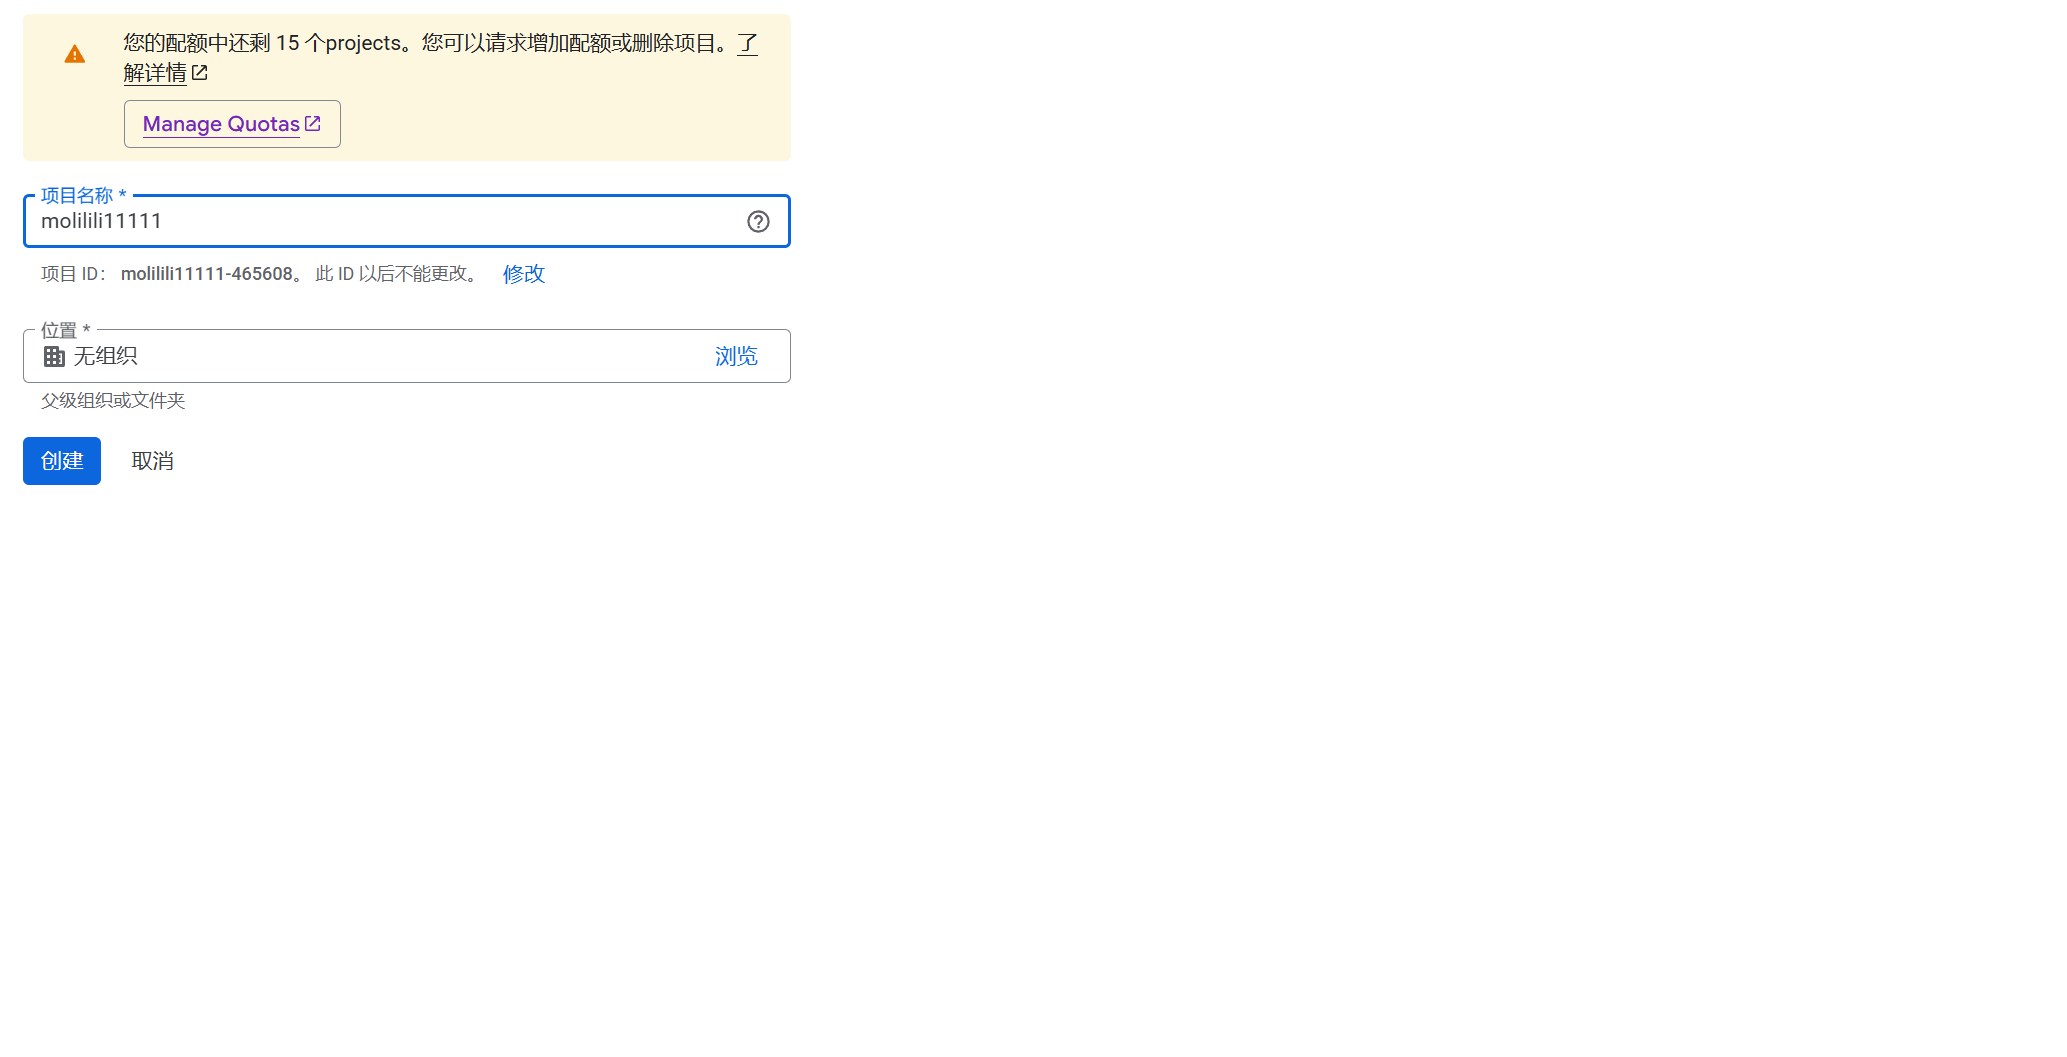 您的配额中还剩 15 个projects。您可以请求增加配额或删除项目。了
解详情
Manage Quotas
项目名称 *
molilili11111
项目 ID： molilili11111-465608。 此 ID 以后不能更改。 修改
位置 *
无组织 浏览
父级组织或文件夹
创建 取消